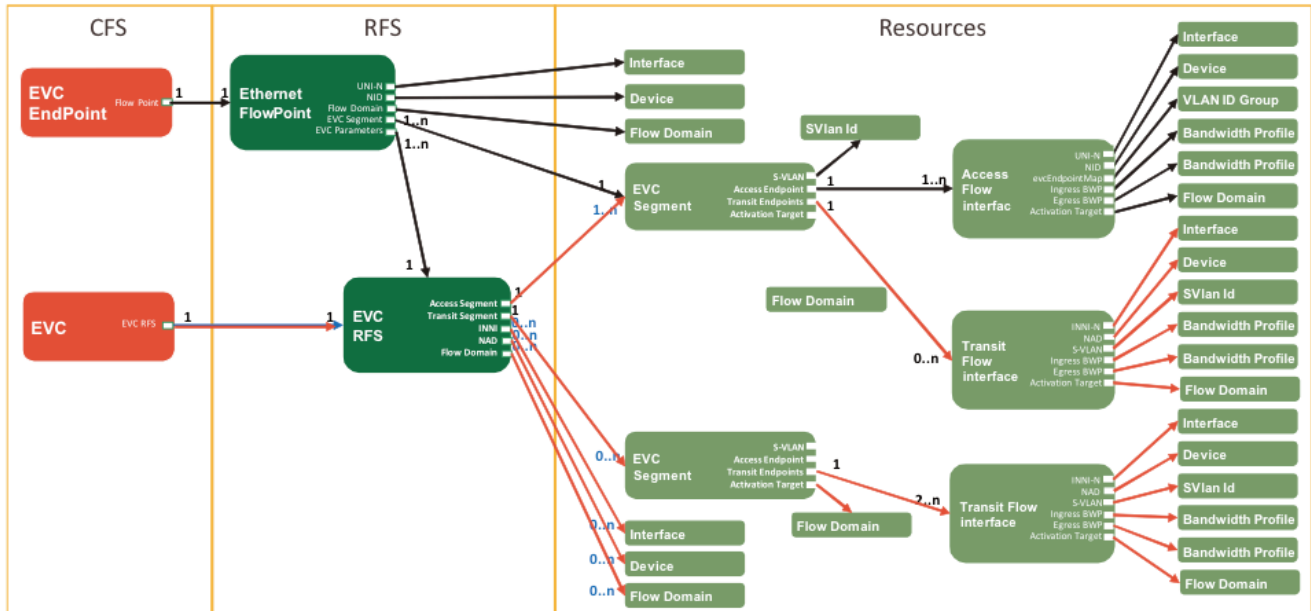 CFS
RFS
Resources
EVC
EndPoint
Flow Point
1
1
Ethernet
FlowPoint
UNI-N
NID
Flow Domain
EVC Segment
EVC Parameters
1..n
1..n
Interface
Device
Flow Domain
SVlan Id
1
1..n
EVC
Segment
S-VLAN
Access Endpoint
Transit Endpoints
Activation Target
1
1
1..n
Access
Flow
interfac
UNI-N
NID
evcEndpointMap
Ingress BWP
Egress BWP
Activation Target
Interface
Device
VLAN ID Group
Bandwidth Profile
Bandwidth Profile
Flow Domain
EVC
EVC RFS
1
1
1
EVC
RFS
Access Segment
Transit Segment
INNI
NAD
Flow Domain
1
1
0..n
0..n
0..n
Flow Domain
0..n
Transit
Flow
interface
INNI-N
NAD
S-VLAN
Ingress BWP
Egress BWP
Activation Target
Interface
Device
SVlan Id
Bandwidth Profile
Bandwidth Profile
Flow Domain
0..n
EVC
Segment
S-VLAN
Access Endpoint
Transit Endpoints
Activation Target
1
2..n
Flow Domain
Transit Flow
interface
INNI-N
NAD
S-VLAN
Ingress BWP
Egress BWP
Activation Target
Interface
Device
SVlan Id
Bandwidth Profile
Bandwidth Profile
Flow Domain
0..n
Interface
0..n
Device
0..n
Flow Domain